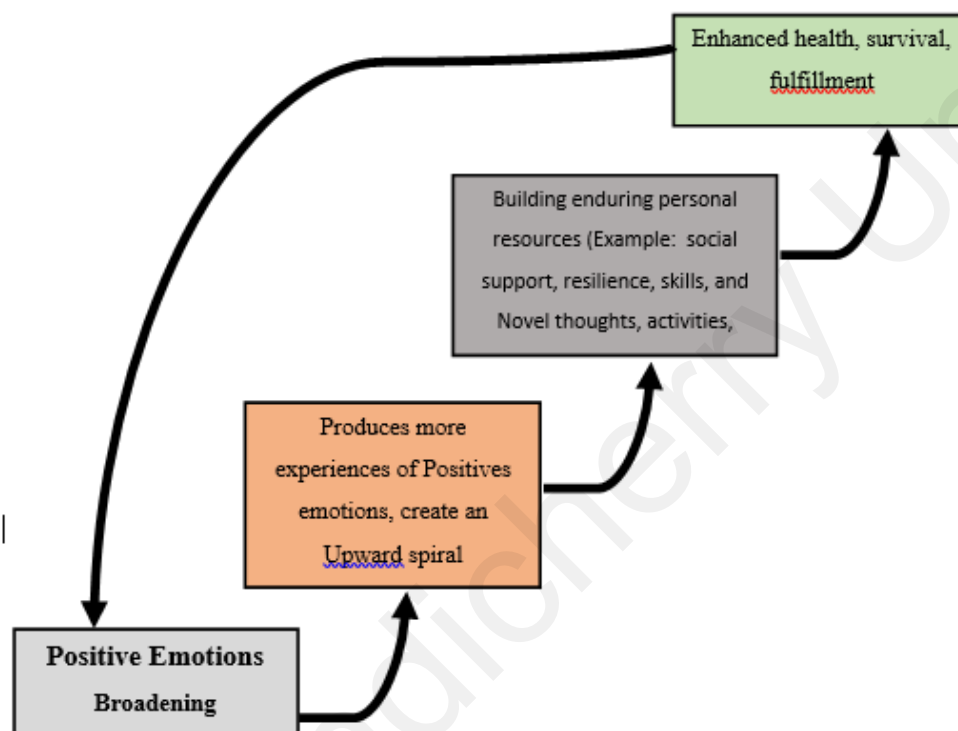 Enhanced health, survival,
fulfillment
Building enduring personal
resources (Example:  social
support, resilience, skills, and
Novel thoughts, activities,
Produces more
experiences of Positives
emotions, create an
Upward spiral
Positive Emotions
Broadening